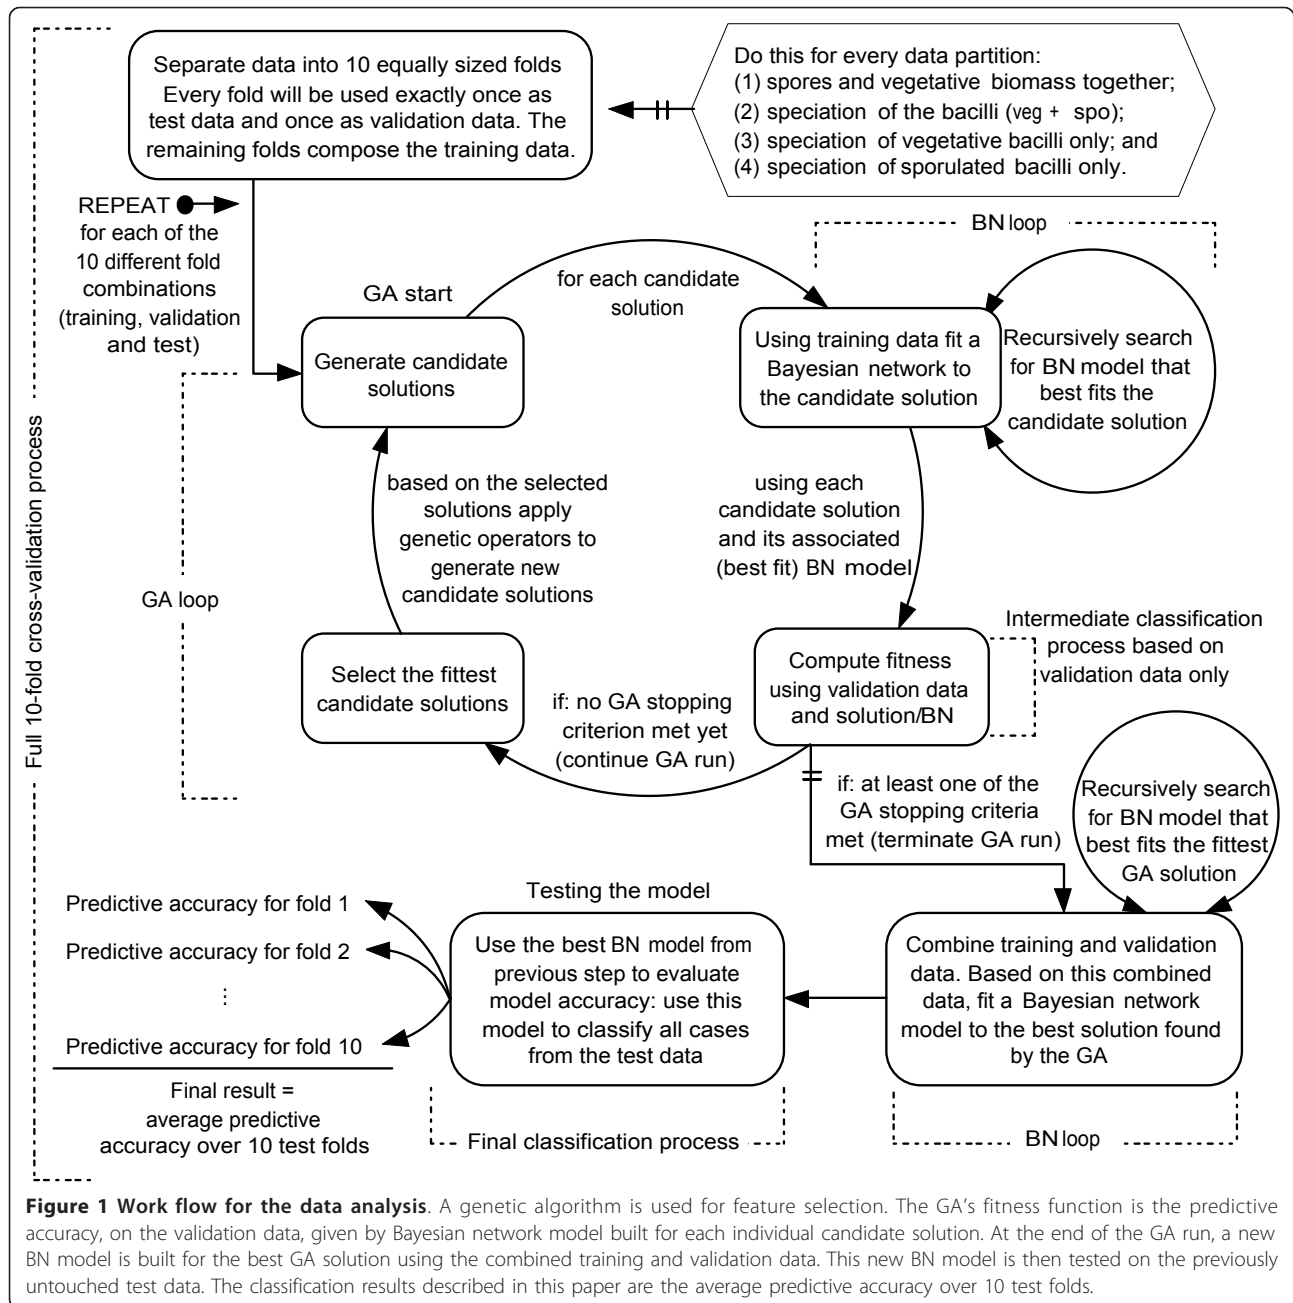 Separate data into 10 equally sized folds
Every fold will be used exactly once as
test data and once as validation data. The
remaining folds compose the training data.
Do this for every data partition:
(1) spores and vegetative biomass together;
(2) speciation of the bacilli (veg + spo);
(3) speciation of vegetative bacilli only; and
(4) speciation of sporulated bacilli only.
REPEAT
for each of the
10 different fold
combinations
(training, validation
and test)
GA start
for each candidate
solution
BN loop
Generate candidate
solutions
Using training data fit a
Bayesian network to
the candidate solution
Recursively search
for BN model that
best fits the
candidate solution
Full 10-fold cross-validation process
GA loop
based on the selected
solutions apply
genetic operators to
generate new
candidate solutions
using each
candidate solution
and its associated
(best fit) BN model
Select the fittest
candidate solutions
if: no GA stopping
criterion met yet
(continue GA run)
Compute fitness
using validation data
and solution/BN
Intermediate classification
process based on
validation data only
if: at least one of the
GA stopping criteria
met (terminate GA run)
Recursively search
for BN model that
best fits the fittest
GA solution
Testing the model
Predictive accuracy for fold 1
Predictive accuracy for fold 2
⋮
Predictive accuracy for fold 10
Final result =
average predictive
accuracy over 10 test folds
Use the best BN model from
previous step to evaluate
model accuracy: use this
model to classify all cases
from the test data
Final classification process
Combine training and validation
data. Based on this combined
data, fit a Bayesian network
model to the best solution found
by the GA
BN loop
Figure 1 Work flow for the data analysis. A genetic algorithm is used for feature selection. The GA's fitness function is the predictive
accuracy, on the validation data, given by Bayesian network model built for each individual candidate solution. At the end of the GA run, a new
BN model is built for the best GA solution using the combined training and validation data. This new BN model is then tested on the previously
untouched test data. The classification results described in this paper are the average predictive accuracy over 10 test folds.